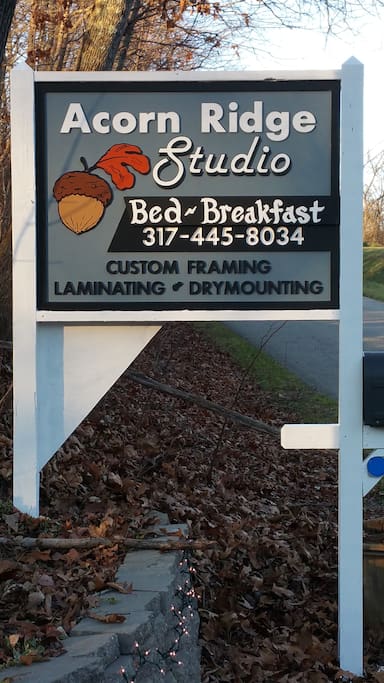 Acorn Ridge
Studio
Bed~Breakfast
317-445-8034
CUSTOM FRAMING
LAMINATING & DRYMOUNTING